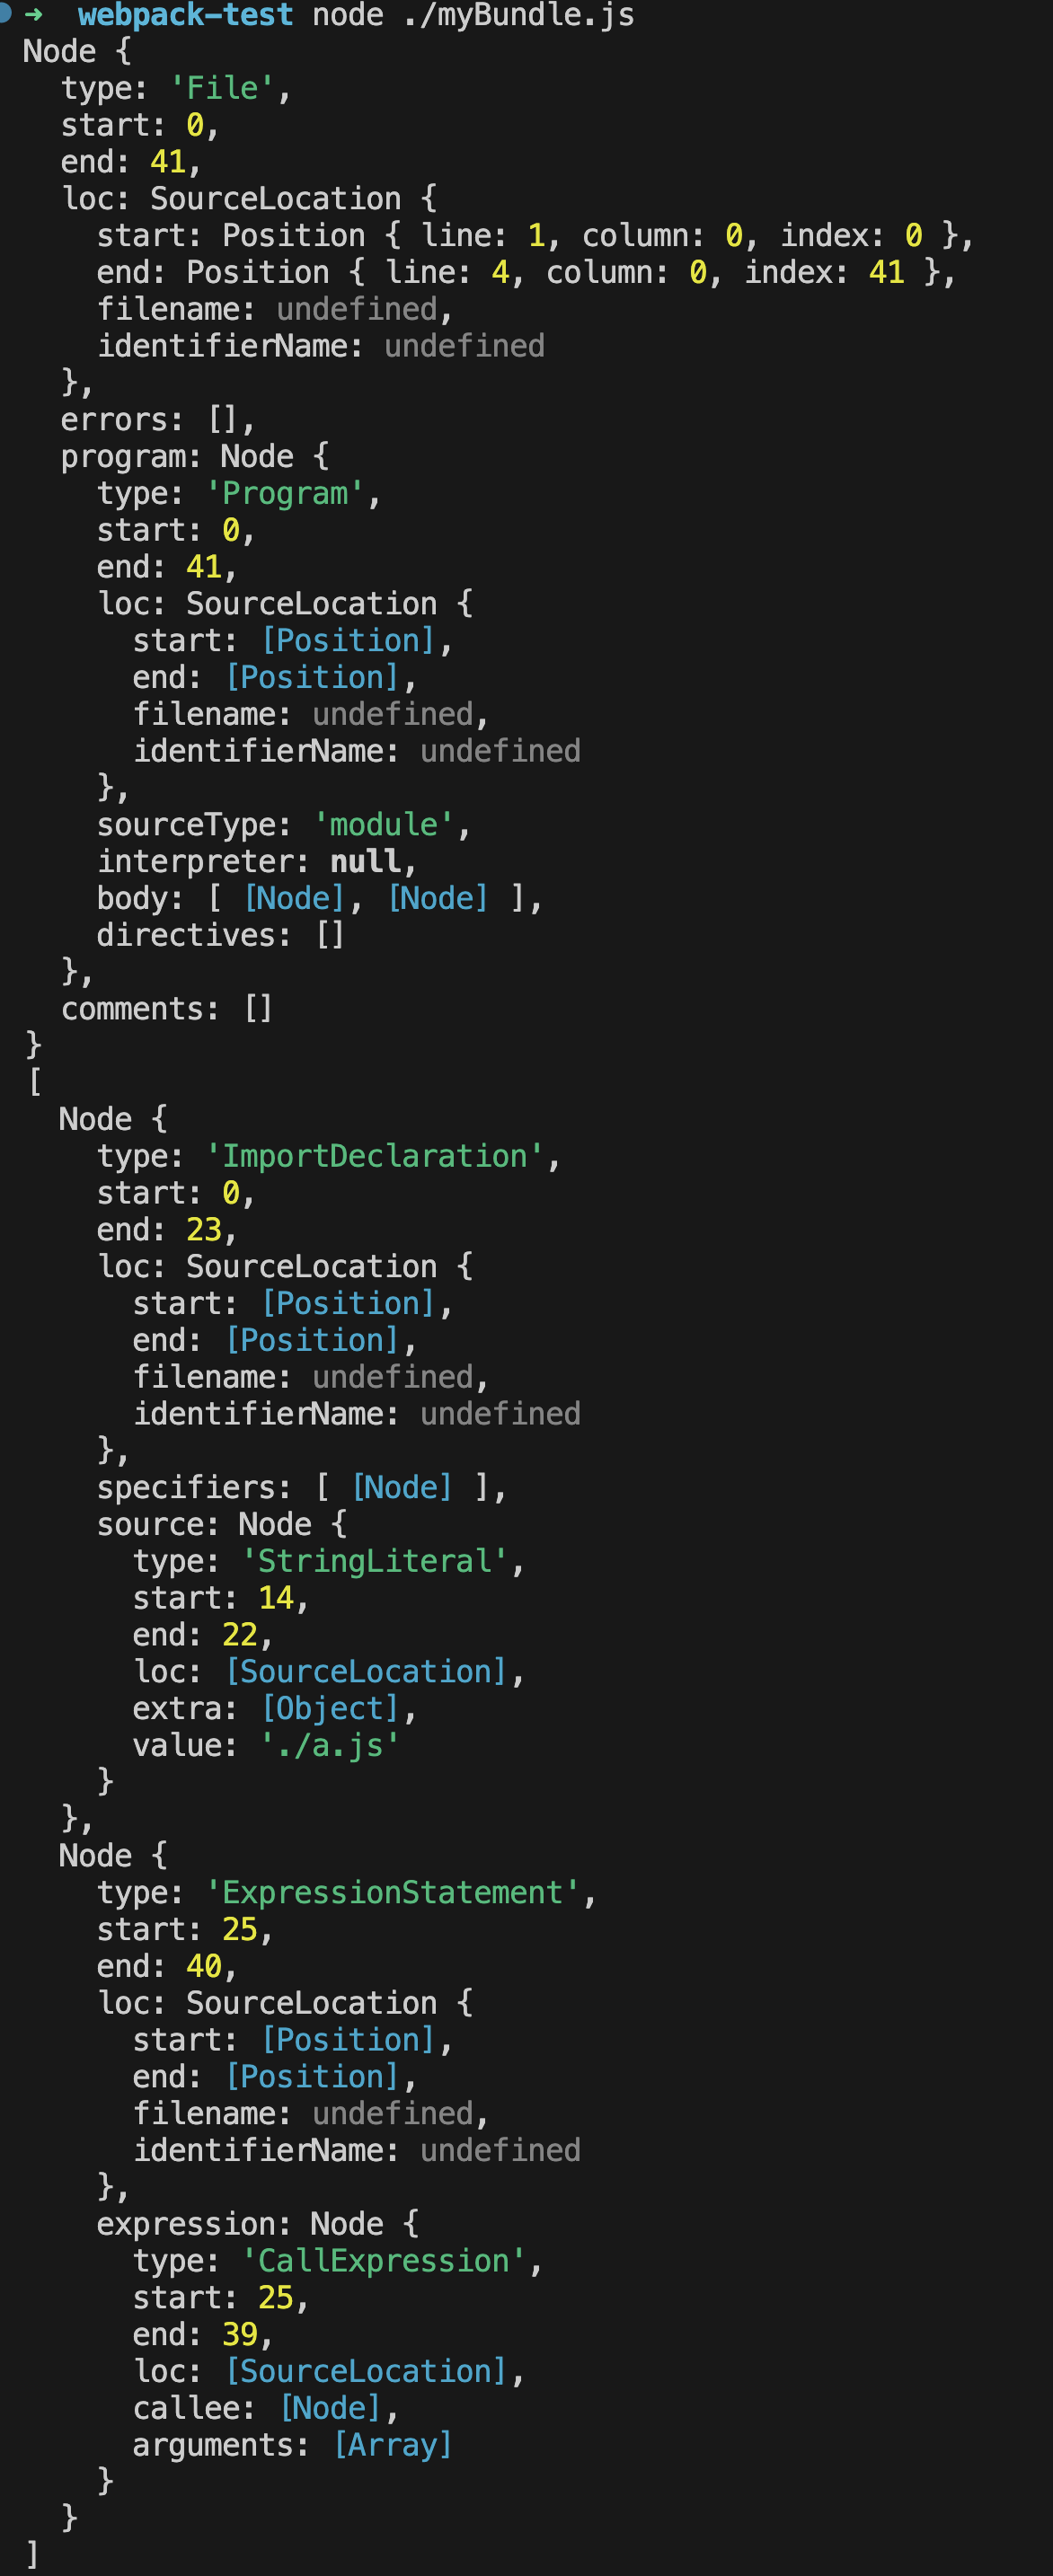 ➜  webpack-test node ./myBundle.js
Node {
  type: 'File',
  start: 0,
  end: 41,
  loc: SourceLocation {
    start: Position { line: 1, column: 0, index: 0 },
    end: Position { line: 4, column: 0, index: 41 },
    filename: undefined,
    identifierName: undefined
  },
  errors: [],
  program: Node {
    type: 'Program',
    start: 0,
    end: 41,
    loc: SourceLocation {
      start: [Position],
      end: [Position],
      filename: undefined,
      identifierName: undefined
    },
    sourceType: 'module',
    interpreter: null,
    body: [ [Node], [Node] ],
    directives: []
  },
  comments: []
}
[
  Node {
    type: 'ImportDeclaration',
    start: 0,
    end: 23,
    loc: SourceLocation {
      start: [Position],
      end: [Position],
      filename: undefined,
      identifierName: undefined
    },
    specifiers: [ [Node] ],
    source: Node {
      type: 'StringLiteral',
      start: 14,
      end: 22,
      loc: [SourceLocation],
      extra: [Object],
      value: './a.js'
    }
  },
  Node {
    type: 'ExpressionStatement',
    start: 25,
    end: 40,
    loc: SourceLocation {
      start: [Position],
      end: [Position],
      filename: undefined,
      identifierName: undefined
    },
    expression: Node {
      type: 'CallExpression',
      start: 25,
      end: 39,
      loc: [SourceLocation],
      callee: [Node],
      arguments: [Array]
    }
  }
]